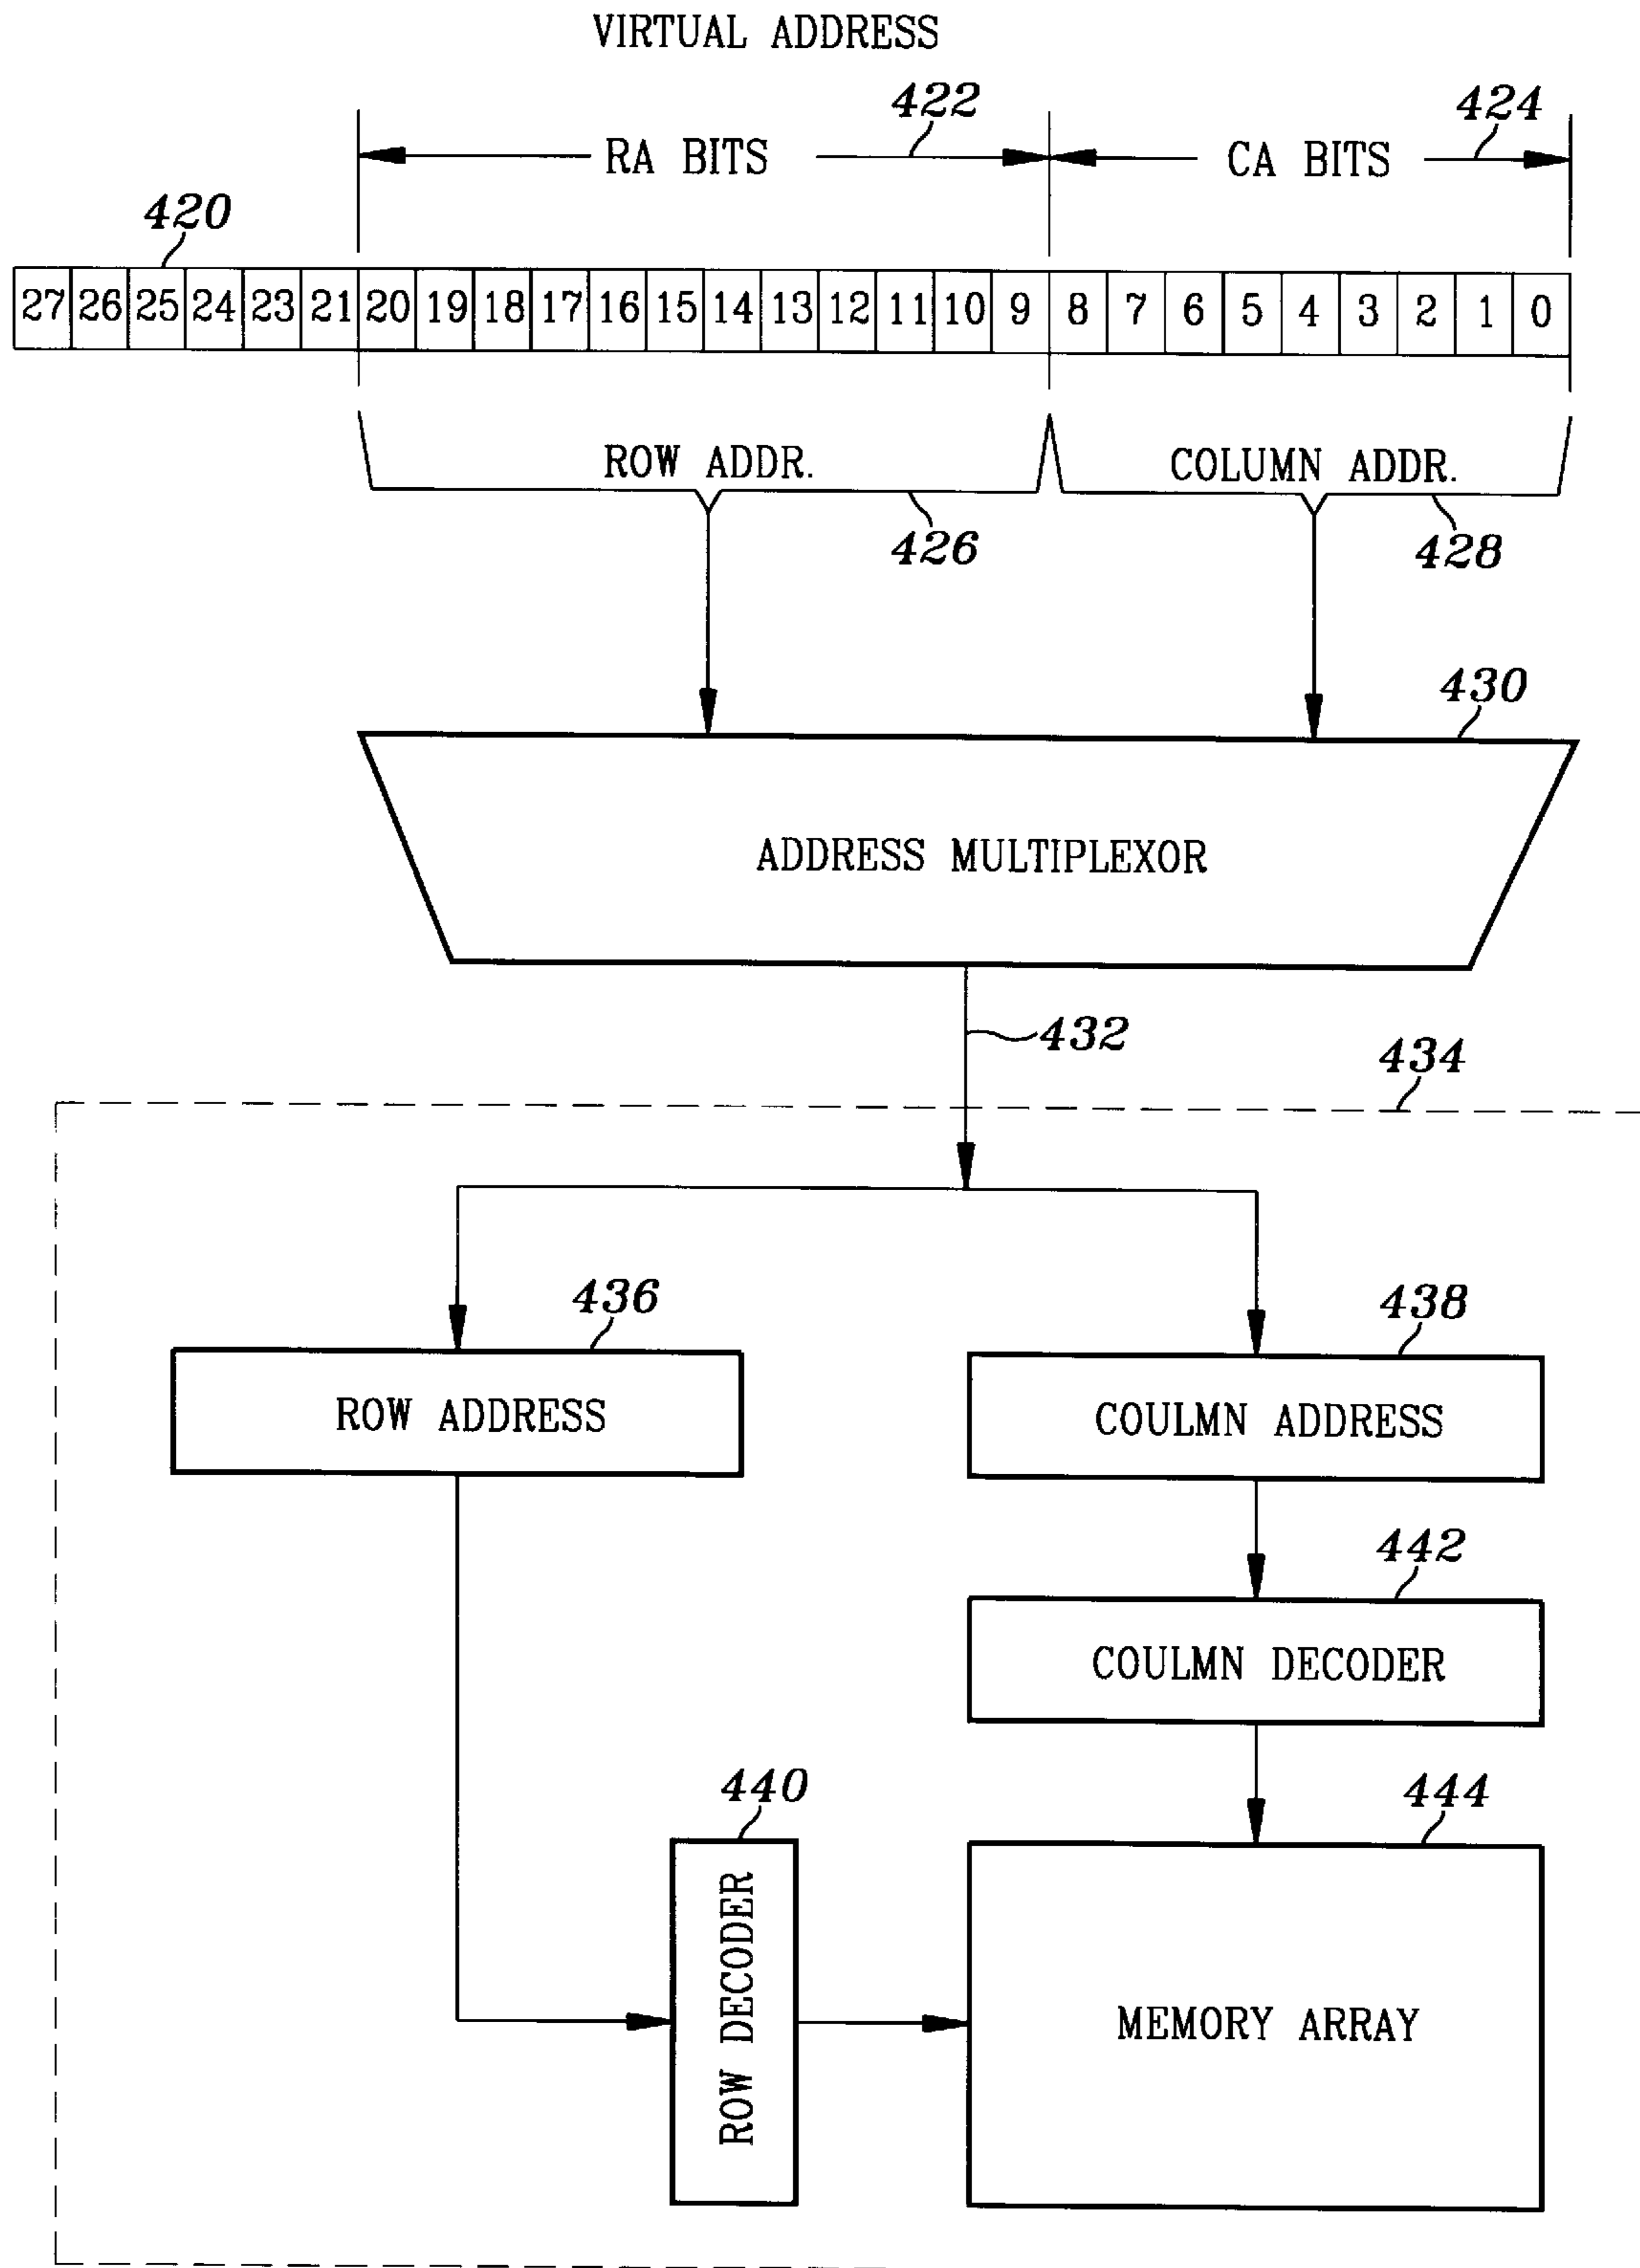 VIRTUAL ADDRESS
422
424
RA BITS
CA BITS
420
27 26 25 24 23 21 20 19 18 17 16 15 14 13 12 11 10 9 8 7 6 5 4 3 2 1 0
ROW ADDR.
COLUMN ADDR.
426
428
430
ADDRESS MULTIPLEXOR
432
434
436
438
ROW ADDRESS
COULMN ADDRESS
442
COULMN DECODER
440
444
ROW DECODER
MEMORY ARRAY